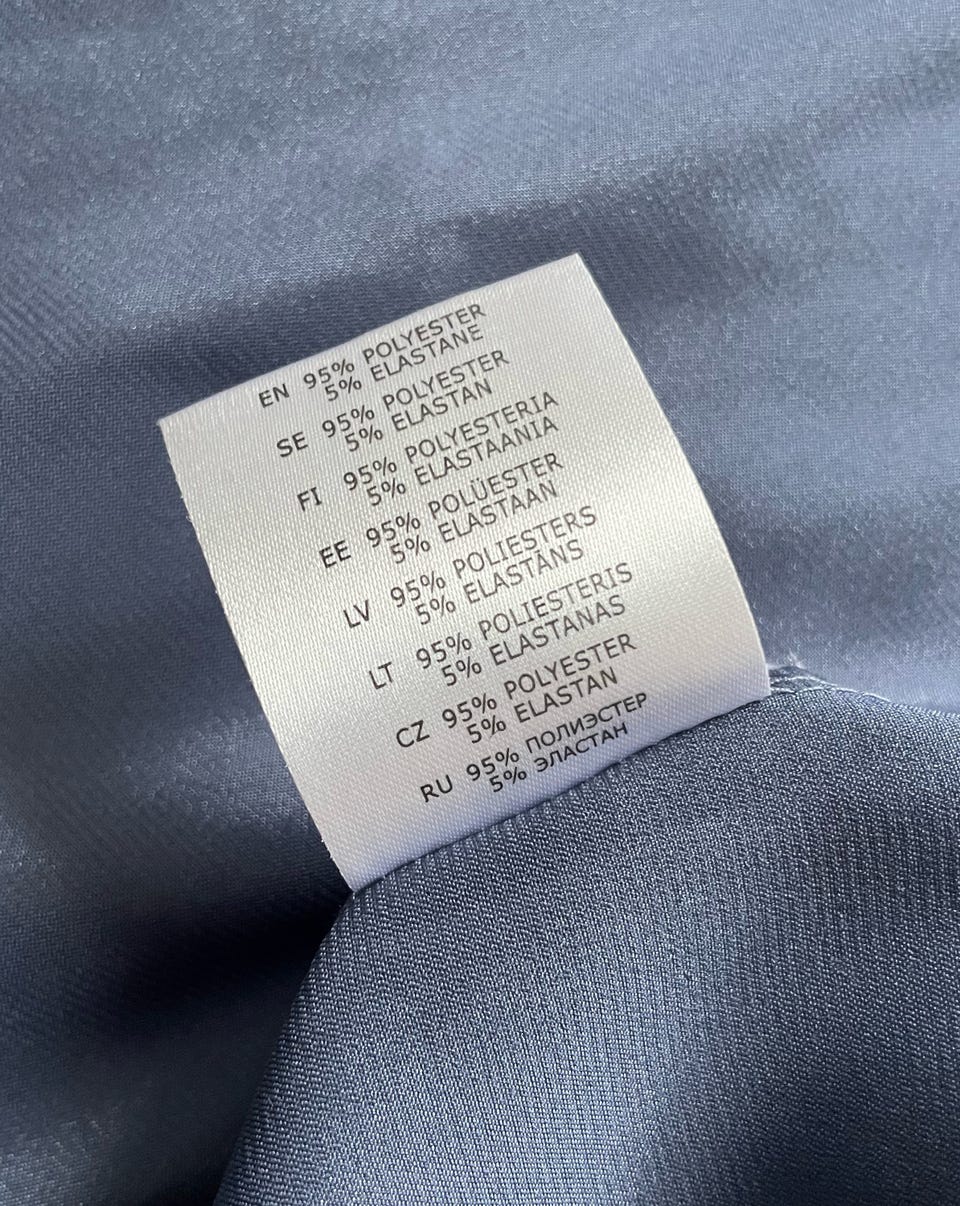 EN 95% POLYESTER
5% ELASTANE
SE 95% POLYESTER
5% ELASTAN
FI 95% POLYESTERIA
5% ELASTAANIA
EE 95% POLÜESTER
5% ELASTAAN
LV 95% POLIESTERS
5% ELASTĀNS
LT 95% POLIESTERIS
5% ELASTANAS
CZ 95% POLYESTER
5% ELASTAN
RU 95% ПОЛИЭСТЕР
5% ЭЛАСТАН